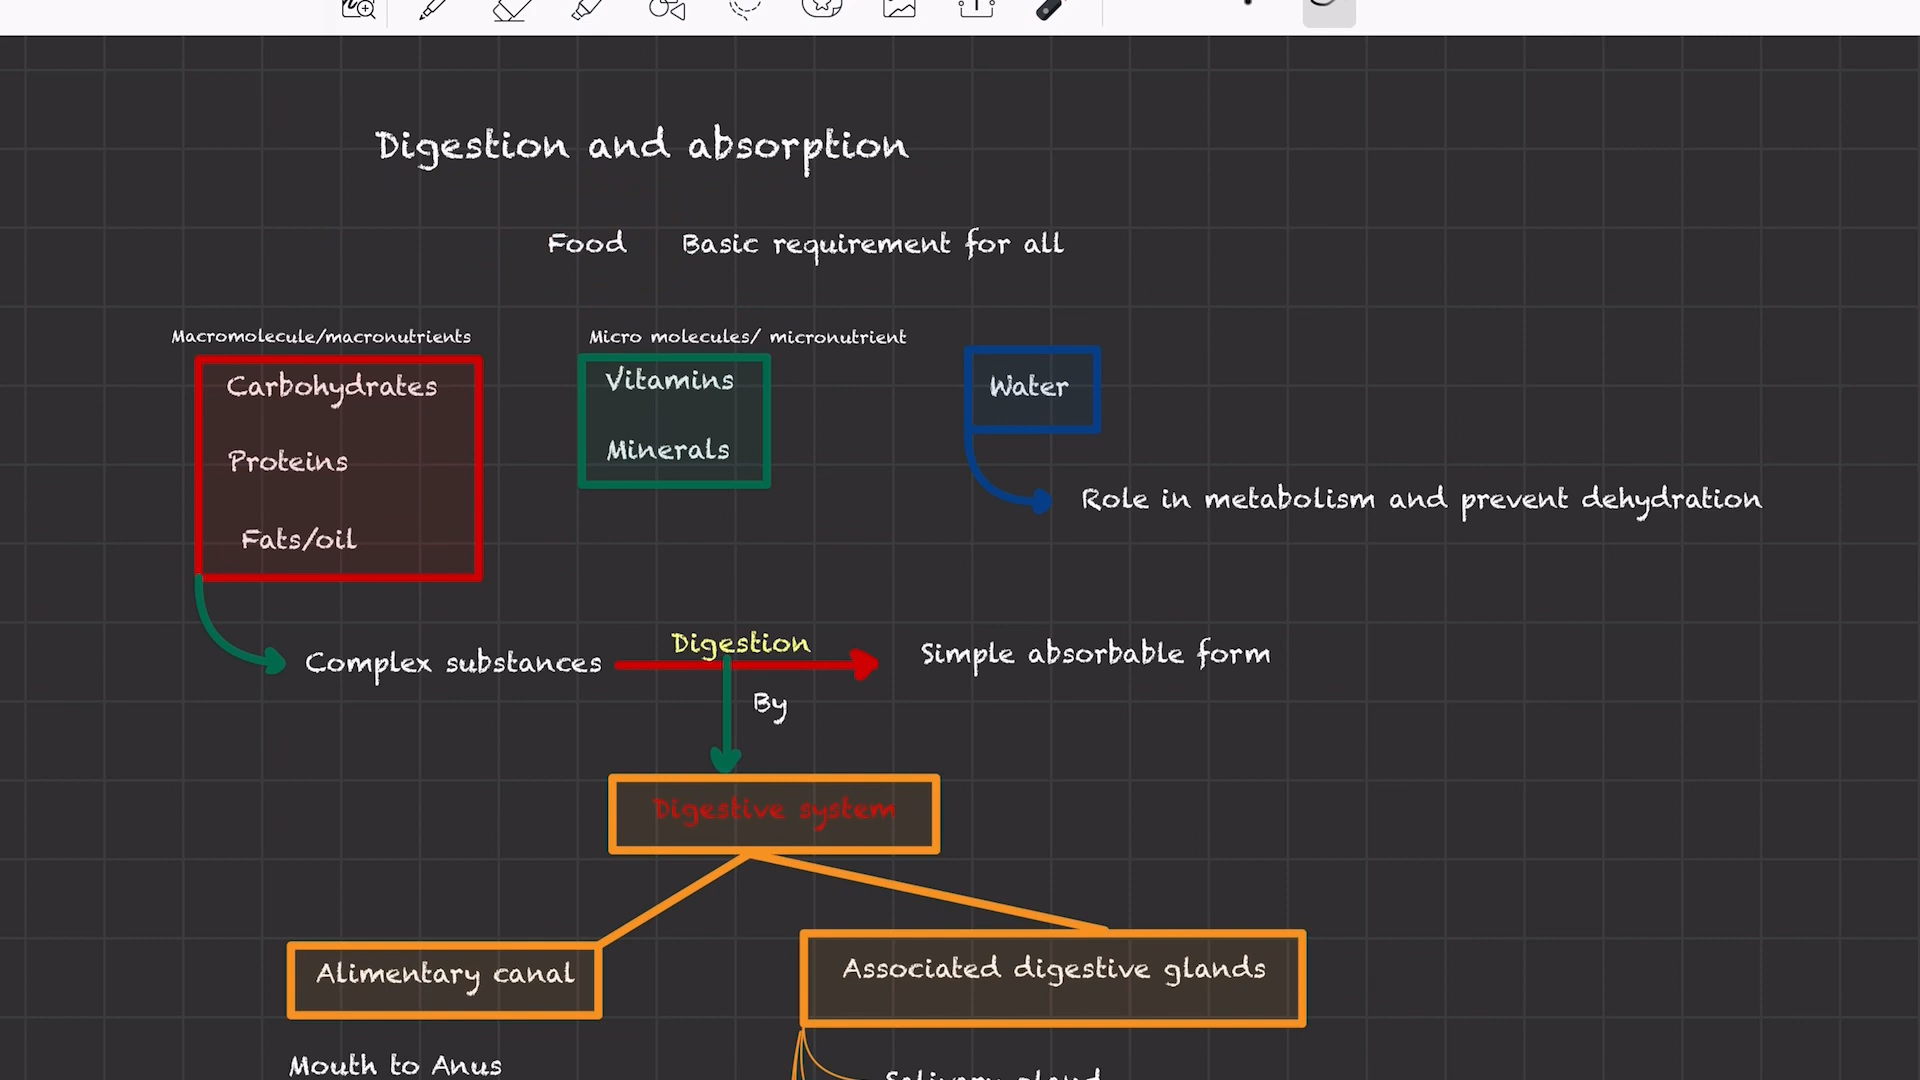 Digestion and absorption
Food Basic requirement for all
Macromolecule/macronutrients
Carbohydrates
Proteins
Fats/oil
Micro molecules/ micronutrient
Vitamins
Minerals
Water
Role in metabolism and prevent dehydration
Complex substances
Digestion
Simple absorbable form
By
Digestive system
Alimentary canal
Associated digestive glands
Mouth to Anus
Salivary gland